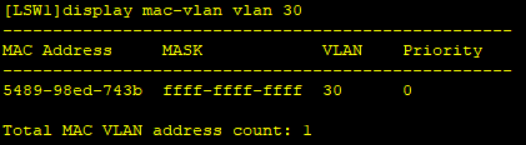 [LSW1]display mac-vlan vlan 30
---------------------------------------------------
MAC Address     MASK            VLAN    Priority
---------------------------------------------------
5489-98ed-743b  ffff-ffff-ffff  30      0
Total MAC VLAN address count: 1